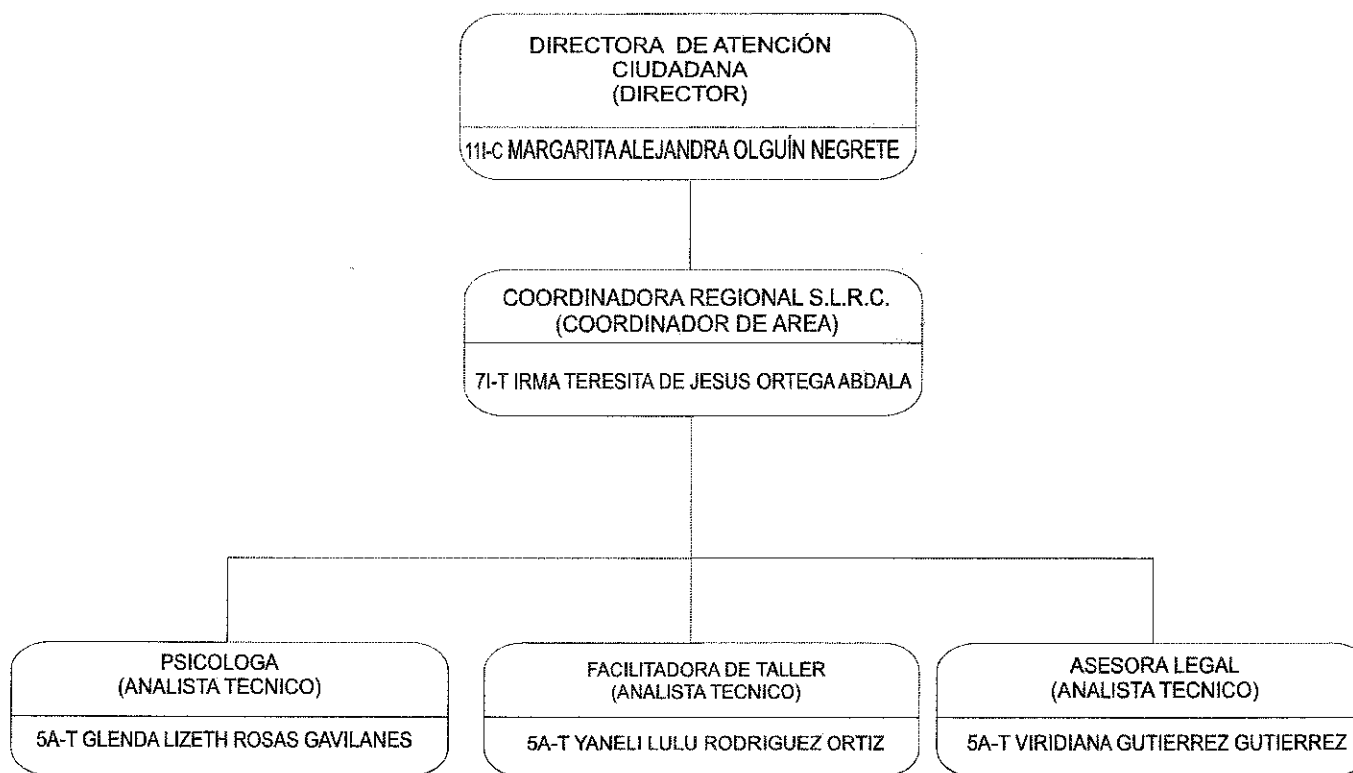 DIRECTORA DE ATENCIÓN
CIUDADANA
(DIRECTOR)
11I-C MARGARITA ALEJANDRA OLGUÍN NEGRETE
COORDINADORA REGIONAL S.L.R.C.
(COORDINADOR DE AREA)
7I-T IRMA TERESITA DE JESUS ORTEGA ABDALA
PSICOLOGA
(ANALISTA TECNICO)
5A-T GLENDA LIZETH ROSAS GAVILANES
FACILITADORA DE TALLER
(ANALISTA TECNICO)
5A-T YANELI LULU RODRIGUEZ ORTIZ
ASESORA LEGAL
(ANALISTA TECNICO)
5A-T VIRIDIANA GUTIERREZ GUTIERREZ